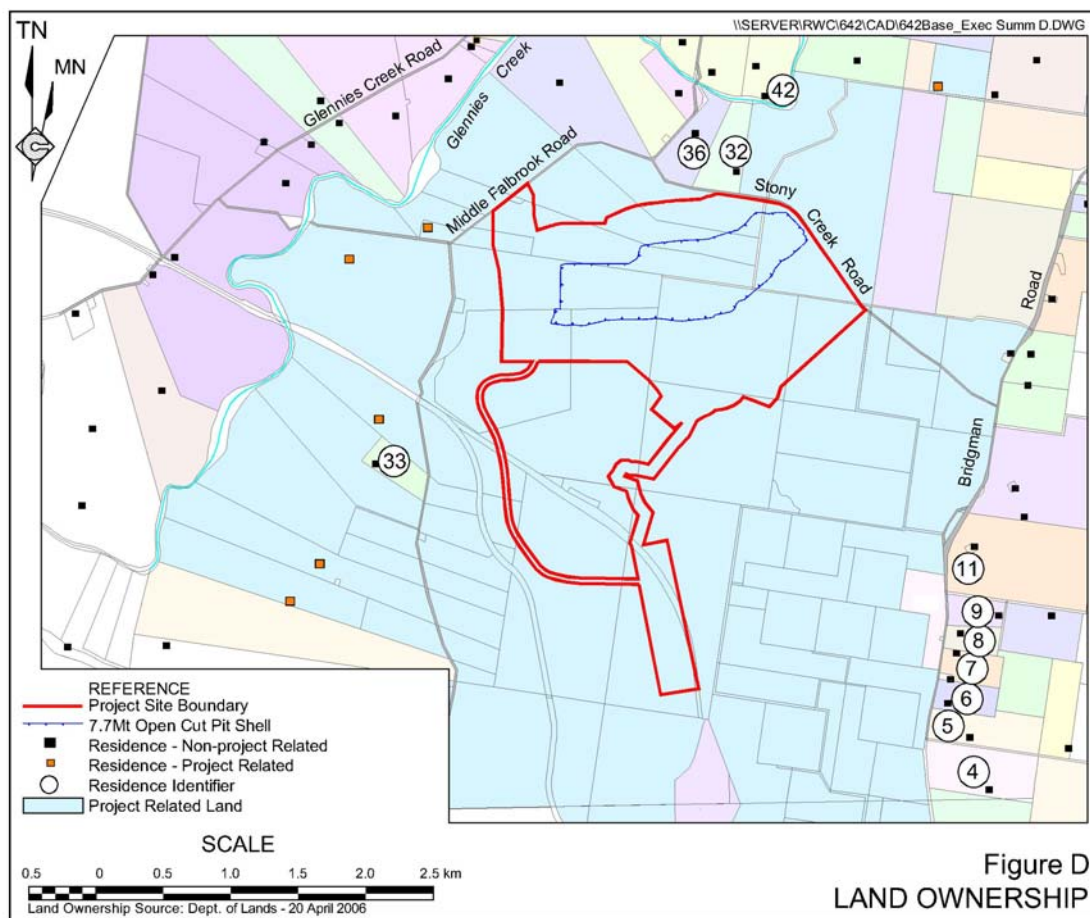 \\SERVER\RWC\642\CAD\642Base_Exec Summ D.DWG
TN
MN
Glennies Creek Road
Glennies Creek
Middle Falbrook Road
42
36
32
Stony Creek Road
Bridgman Road
33
11
9
8
7
6
5
4
REFERENCE
Project Site Boundary
7.7Mt Open Cut Pit Shell
Residence - Non-project Related
Residence - Project Related
Residence Identifier
Project Related Land
SCALE
0.5 0 0.5 1.0 1.5 2.0 2.5 km
Land Ownership Source: Dept. of Lands - 20 April 2006
Figure D
LAND OWNERSHIP